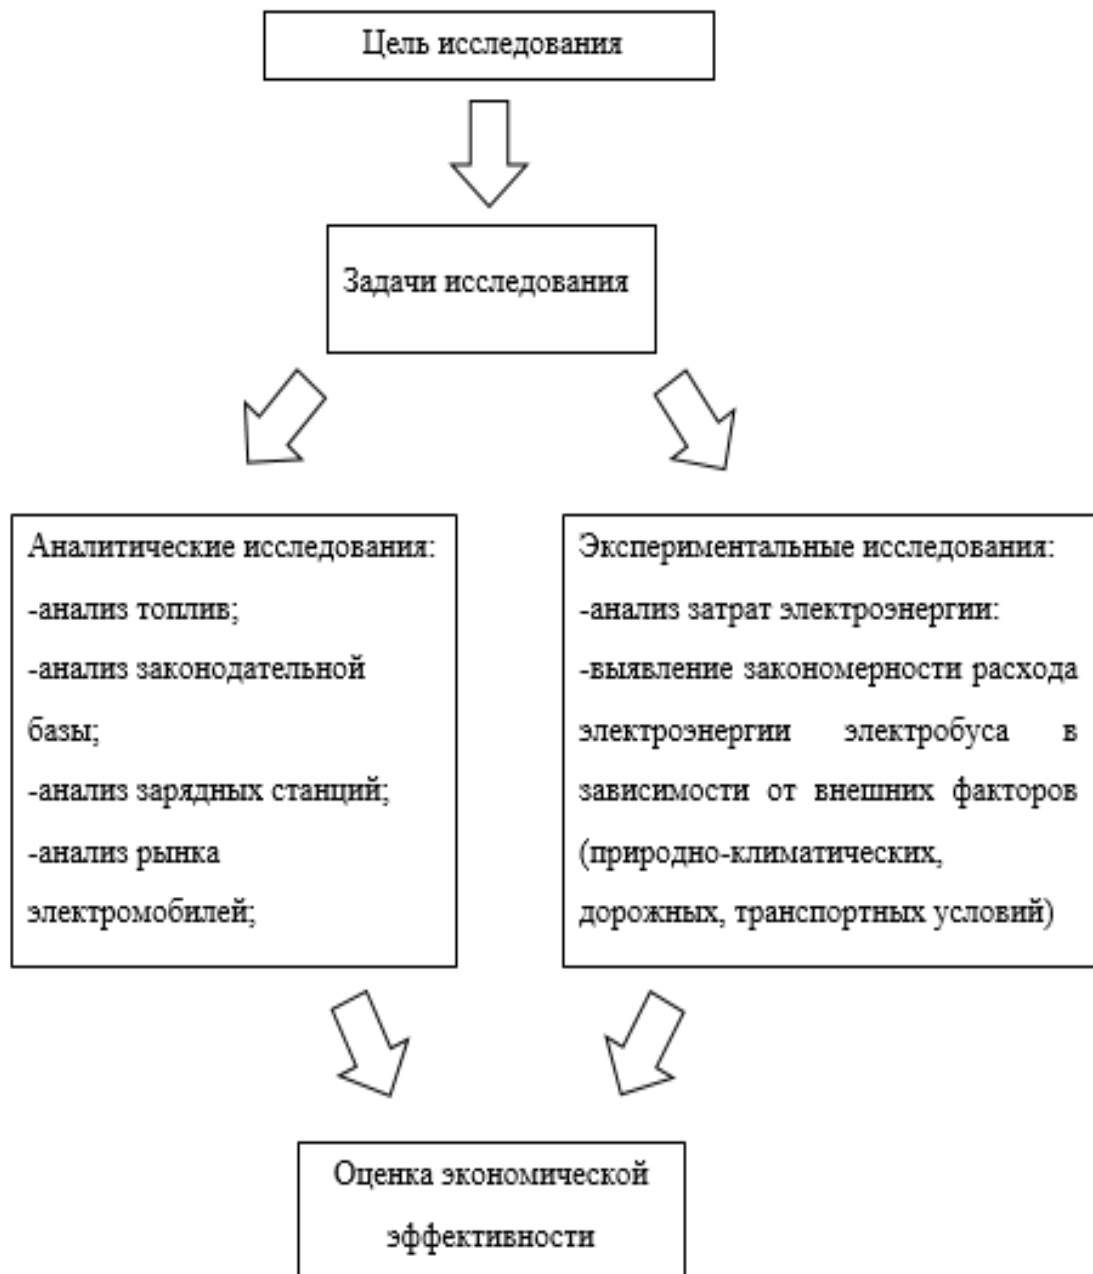 Цель исследования
Задачи исследования
Аналитические исследования:
-анализ топлив;
-анализ законодательной
базы;
-анализ зарядных станций;
-анализ рынка
электромобилей;
Экспериментальные исследования:
-анализ затрат электроэнергии:
-выявление закономерности расхода
электроэнергии электробуса в
зависимости от внешних факторов
(природно-климатических,
дорожных, транспортных условий)
Оценка экономической
эффективности